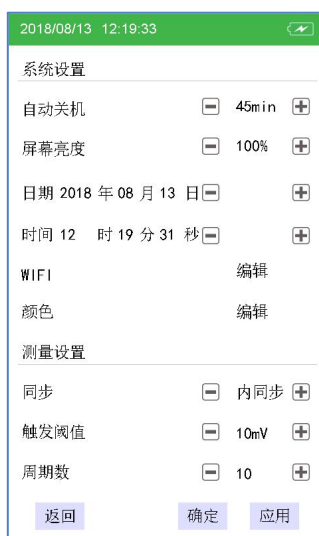 2018/08/13 12:19:33
系统设置
自动关机 45min
屏幕亮度 100%
日期 2018 年 08 月 13 日
时间 12 时 19 分 31 秒
WIFI 编辑
颜色 编辑
测量设置
同步 内同步
触发阈值 10mV
周期数 10
返回 确定 应用